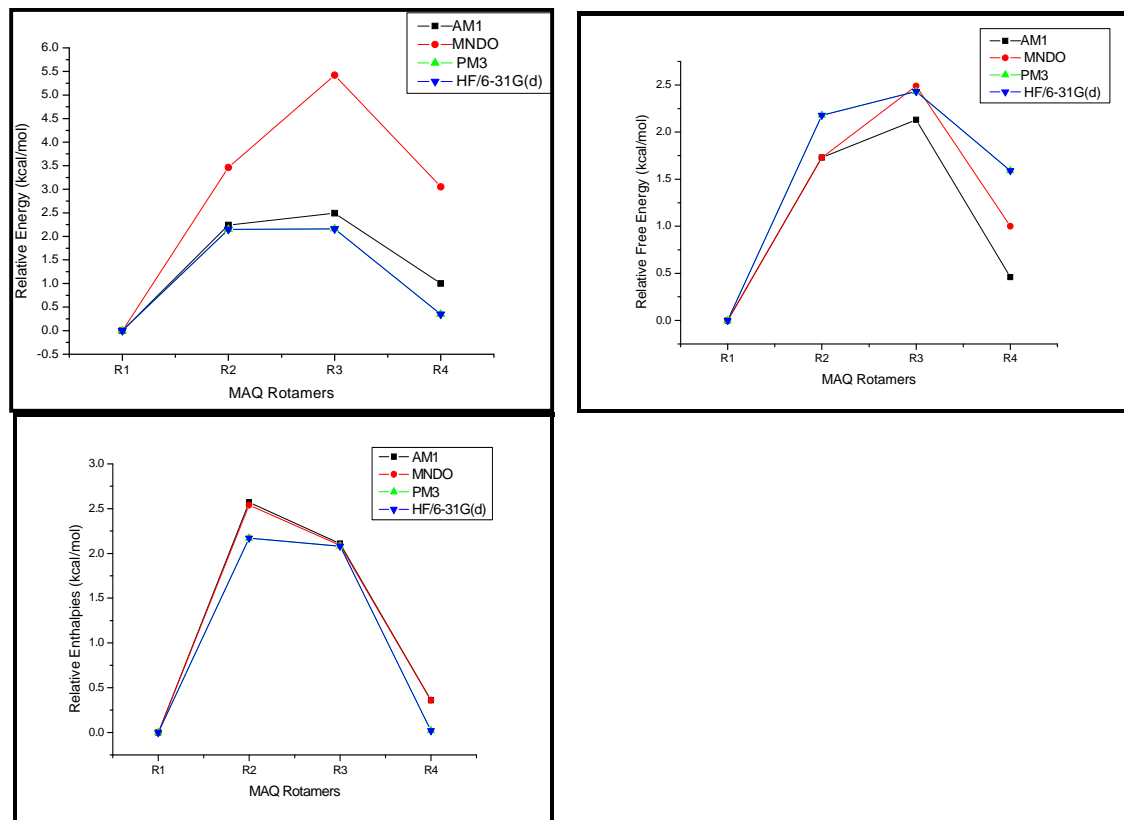 AM1
MNDO
PM3
HF/6-31G(d)
6.0
5.5
5.0
4.5
4.0
3.5
3.0
2.5
2.0
1.5
1.0
0.5
0.0
-0.5
Relative Energy (kcal/mol)
R1 R2 R3 R4
MAQ Rotamers
AM1
MNDO
PM3
HF/6-31G(d)
2.5
2.0
1.5
1.0
0.5
0.0
Relative Free Energy (kcal/mol)
R1 R2 R3 R4
MAQ Rotamers
AM1
MNDO
PM3
HF/6-31G(d)
3.0
2.5
2.0
1.5
1.0
0.5
0.0
Relative Enthalpies (kcal/mol)
R1 R2 R3 R4
MAQ Rotamers